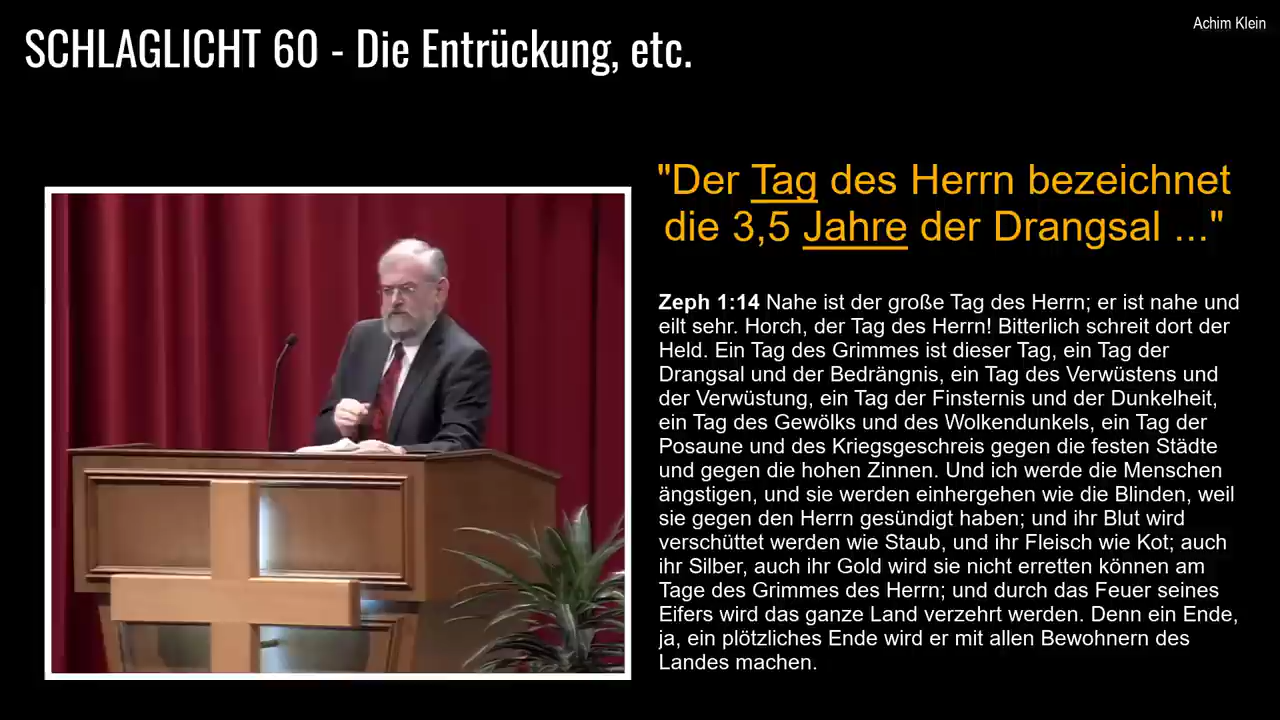 SCHLAGLICHT 60 - Die Entrückung, etc.
Achim Klein
"Der Tag des Herrn bezeichnet
die 3,5 Jahre der Drangsal ..."
Zeph 1:14 Nahe ist der große Tag des Herrn; er ist nahe und
eilt sehr. Horch, der Tag des Herrn! Bitterlich schreit dort der
Held. Ein Tag des Grimmes ist dieser Tag, ein Tag der
Drangsal und der Bedrängnis, ein Tag des Verwüstens und
der Verwüstung, ein Tag der Finsternis und der Dunkelheit,
ein Tag des Gewölks und des Wolkendunkels, ein Tag der
Posaune und des Kriegsgeschreis gegen die festen Städte
und gegen die hohen Zinnen. Und ich werde die Menschen
ängstigen, und sie werden einhergehen wie die Blinden, weil
sie gegen den Herrn gesündigt haben; und ihr Blut wird
verschüttet werden wie Staub, und ihr Fleisch wie Kot; auch
ihr Silber, auch ihr Gold wird sie nicht erretten können am
Tage des Grimmes des Herrn; und durch das Feuer seines
Eifers wird das ganze Land verzehrt werden. Denn ein Ende,
ja, ein plötzliches Ende wird er mit allen Bewohnern des
Landes machen.